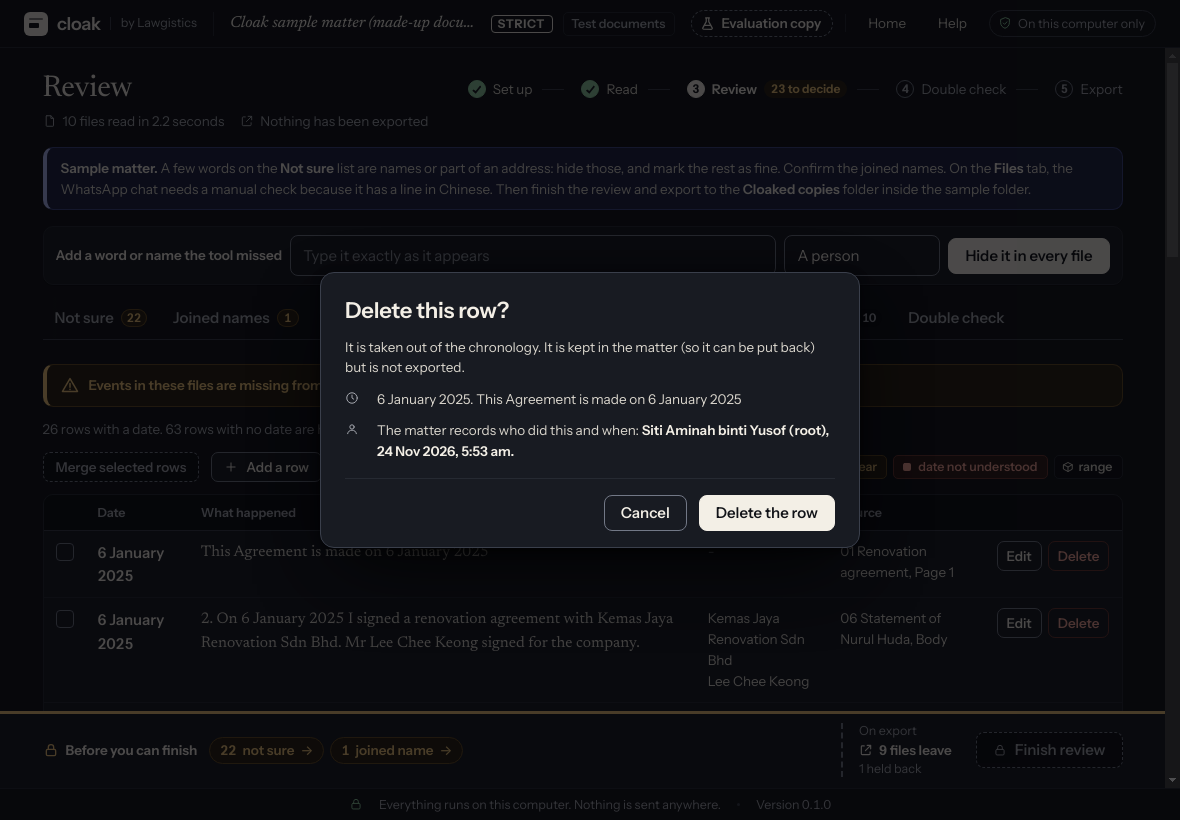 cloak by Lawgistics Cloak sample matter (made-up docu... STRICT Test documents Evaluation copy Home Help On this computer only
Review
Set up Read 3 Review 23 to decide 4 Double check 5 Export
10 files read in 2.2 seconds Nothing has been exported
Sample matter. A few words on the Not sure list are names or part of an address: hide those, and mark the rest as fine. Confirm the joined names. On the Files tab, the
WhatsApp chat needs a manual check because it has a line in Chinese. Then finish the review and export to the Cloaked copies folder inside the sample folder.
Add a word or name the tool missed Type it exactly as it appears A person Hide it in every file
Not sure 22 Joined names 1 10 Double check
Delete this row?
It is taken out of the chronology. It is kept in the matter (so it can be put back)
but is not exported.
6 January 2025. This Agreement is made on 6 January 2025
The matter records who did this and when: Siti Aminah binti Yusof (root),
24 Nov 2026, 5:53 am.
Cancel Delete the row
Events in these files are missing from
26 rows with a date. 63 rows with no date are
Merge selected rows + Add a row date not understood range
Date What happened
6 January
2025
This Agreement is made on 6 January 2025
-
01 Renovation
agreement, Page 1
Edit Delete
6 January
2025
2. On 6 January 2025 I signed a renovation agreement with Kemas Jaya
Renovation Sdn Bhd. Mr Lee Chee Keong signed for the company.
Kemas Jaya
Renovation Sdn
Bhd
Lee Chee Keong
06 Statement of
Nurul Huda, Body
Edit Delete
Before you can finish 22 not sure → 1 joined name →
On export
9 files leave
1 held back
Finish review
Everything runs on this computer. Nothing is sent anywhere. · Version 0.1.0